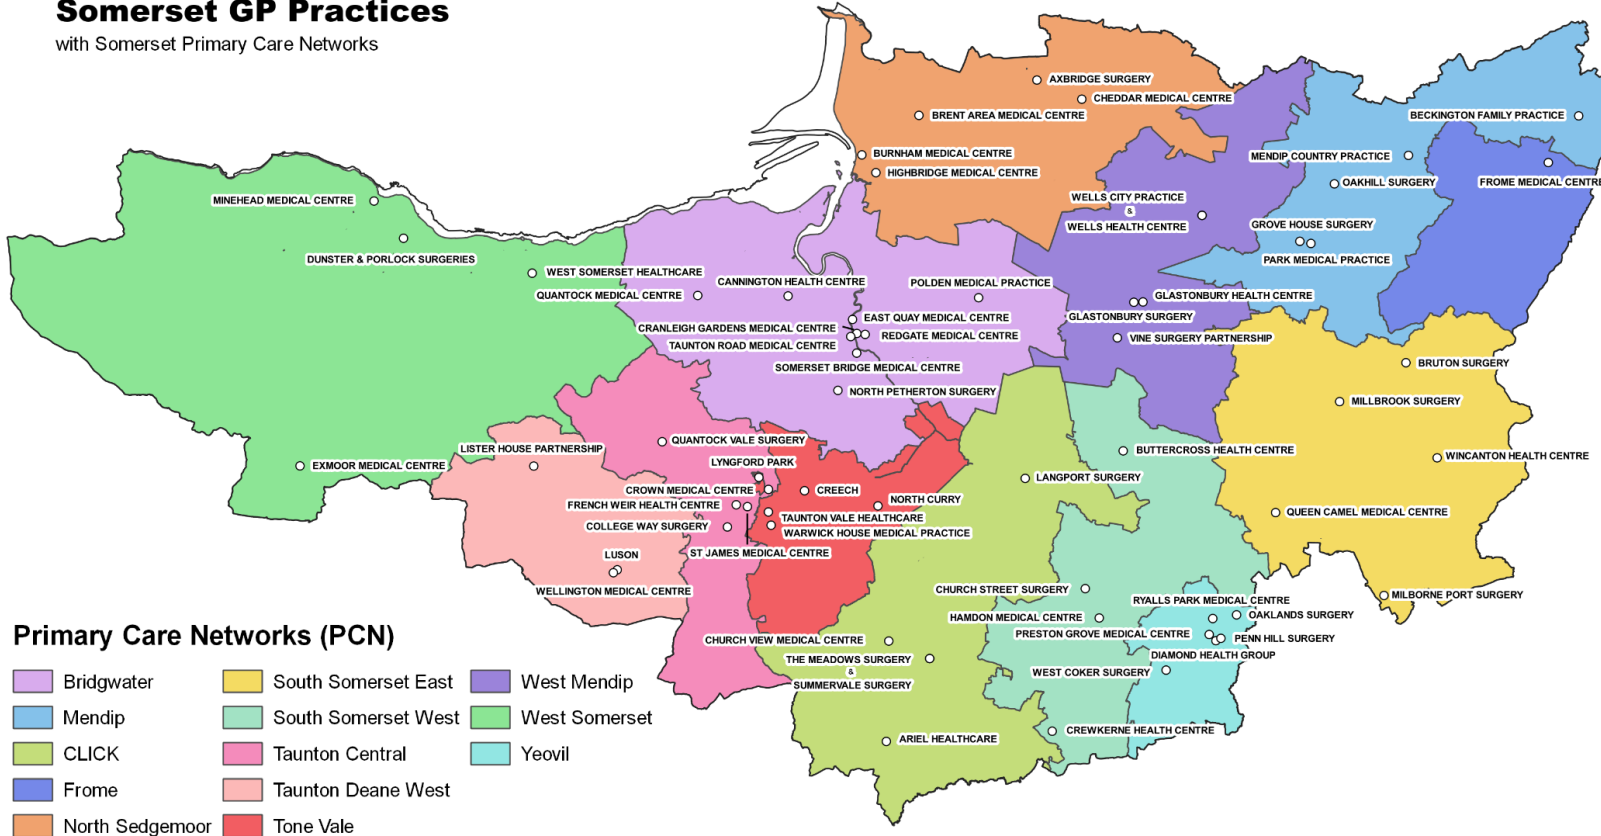 Somerset GP Practices
with Somerset Primary Care Networks
AXBRIDGE SURGERY
CHEDDAR MEDICAL CENTRE
BRENT AREA MEDICAL CENTRE
BECKINGTON FAMILY PRACTICE
BURNHAM MEDICAL CENTRE
MENDIP COUNTRY PRACTICE
HIGHBRIDGE MEDICAL CENTRE
OAKHILL SURGERY
FROME MEDICAL CENTRE
MINEHEAD MEDICAL CENTRE
WELLS CITY PRACTICE
&
WELLS HEALTH CENTRE
GROVE HOUSE SURGERY
DUNSTER & PORLOCK SURGERIES
PARK MEDICAL PRACTICE
WEST SOMERSET HEALTHCARE
CANNINGTON HEALTH CENTRE
POLDEN MEDICAL PRACTICE
QUANTOCK MEDICAL CENTRE
GLASTONBURY HEALTH CENTRE
EAST QUAY MEDICAL CENTRE
GLASTONBURY SURGERY
CRANLEIGH GARDENS MEDICAL CENTRE
REDGATE MEDICAL CENTRE
VINE SURGERY PARTNERSHIP
TAUNTON ROAD MEDICAL CENTRE
SOMERSET BRIDGE MEDICAL CENTRE
BRUTON SURGERY
NORTH PETHERTON SURGERY
MILLBROOK SURGERY
QUANTOCK VALE SURGERY
LISTER HOUSE PARTNERSHIP
BUTTERCROSS HEALTH CENTRE
WINCANTON HEALTH CENTRE
LYNGFORD PARK
EXMOOR MEDICAL CENTRE
LANGPORT SURGERY
CROWN MEDICAL CENTRE
CREECH
NORTH CURRY
FRENCH WEIR HEALTH CENTRE
QUEEN CAMEL MEDICAL CENTRE
TAUNTON VALE HEALTHCARE
COLLEGE WAY SURGERY
WARWICK HOUSE MEDICAL PRACTICE
ST JAMES MEDICAL CENTRE
LUSON
WELLINGTON MEDICAL CENTRE
CHURCH STREET SURGERY
MILBORNE PORT SURGERY
RYALLS PARK MEDICAL CENTRE
HAMDON MEDICAL CENTRE
OAKLANDS SURGERY
PRESTON GROVE MEDICAL CENTRE
PENN HILL SURGERY
CHURCH VIEW MEDICAL CENTRE
DIAMOND HEALTH GROUP
THE MEADOWS SURGERY
&
SUMMERVALE SURGERY
WEST COKER SURGERY
CREWKERNE HEALTH CENTRE
ARIEL HEALTHCARE
Primary Care Networks (PCN)
Bridgwater
Mendip
CLICK
Frome
North Sedgemoor
South Somerset East
South Somerset West
Taunton Central
Taunton Deane West
Tone Vale
West Mendip
West Somerset
Yeovil